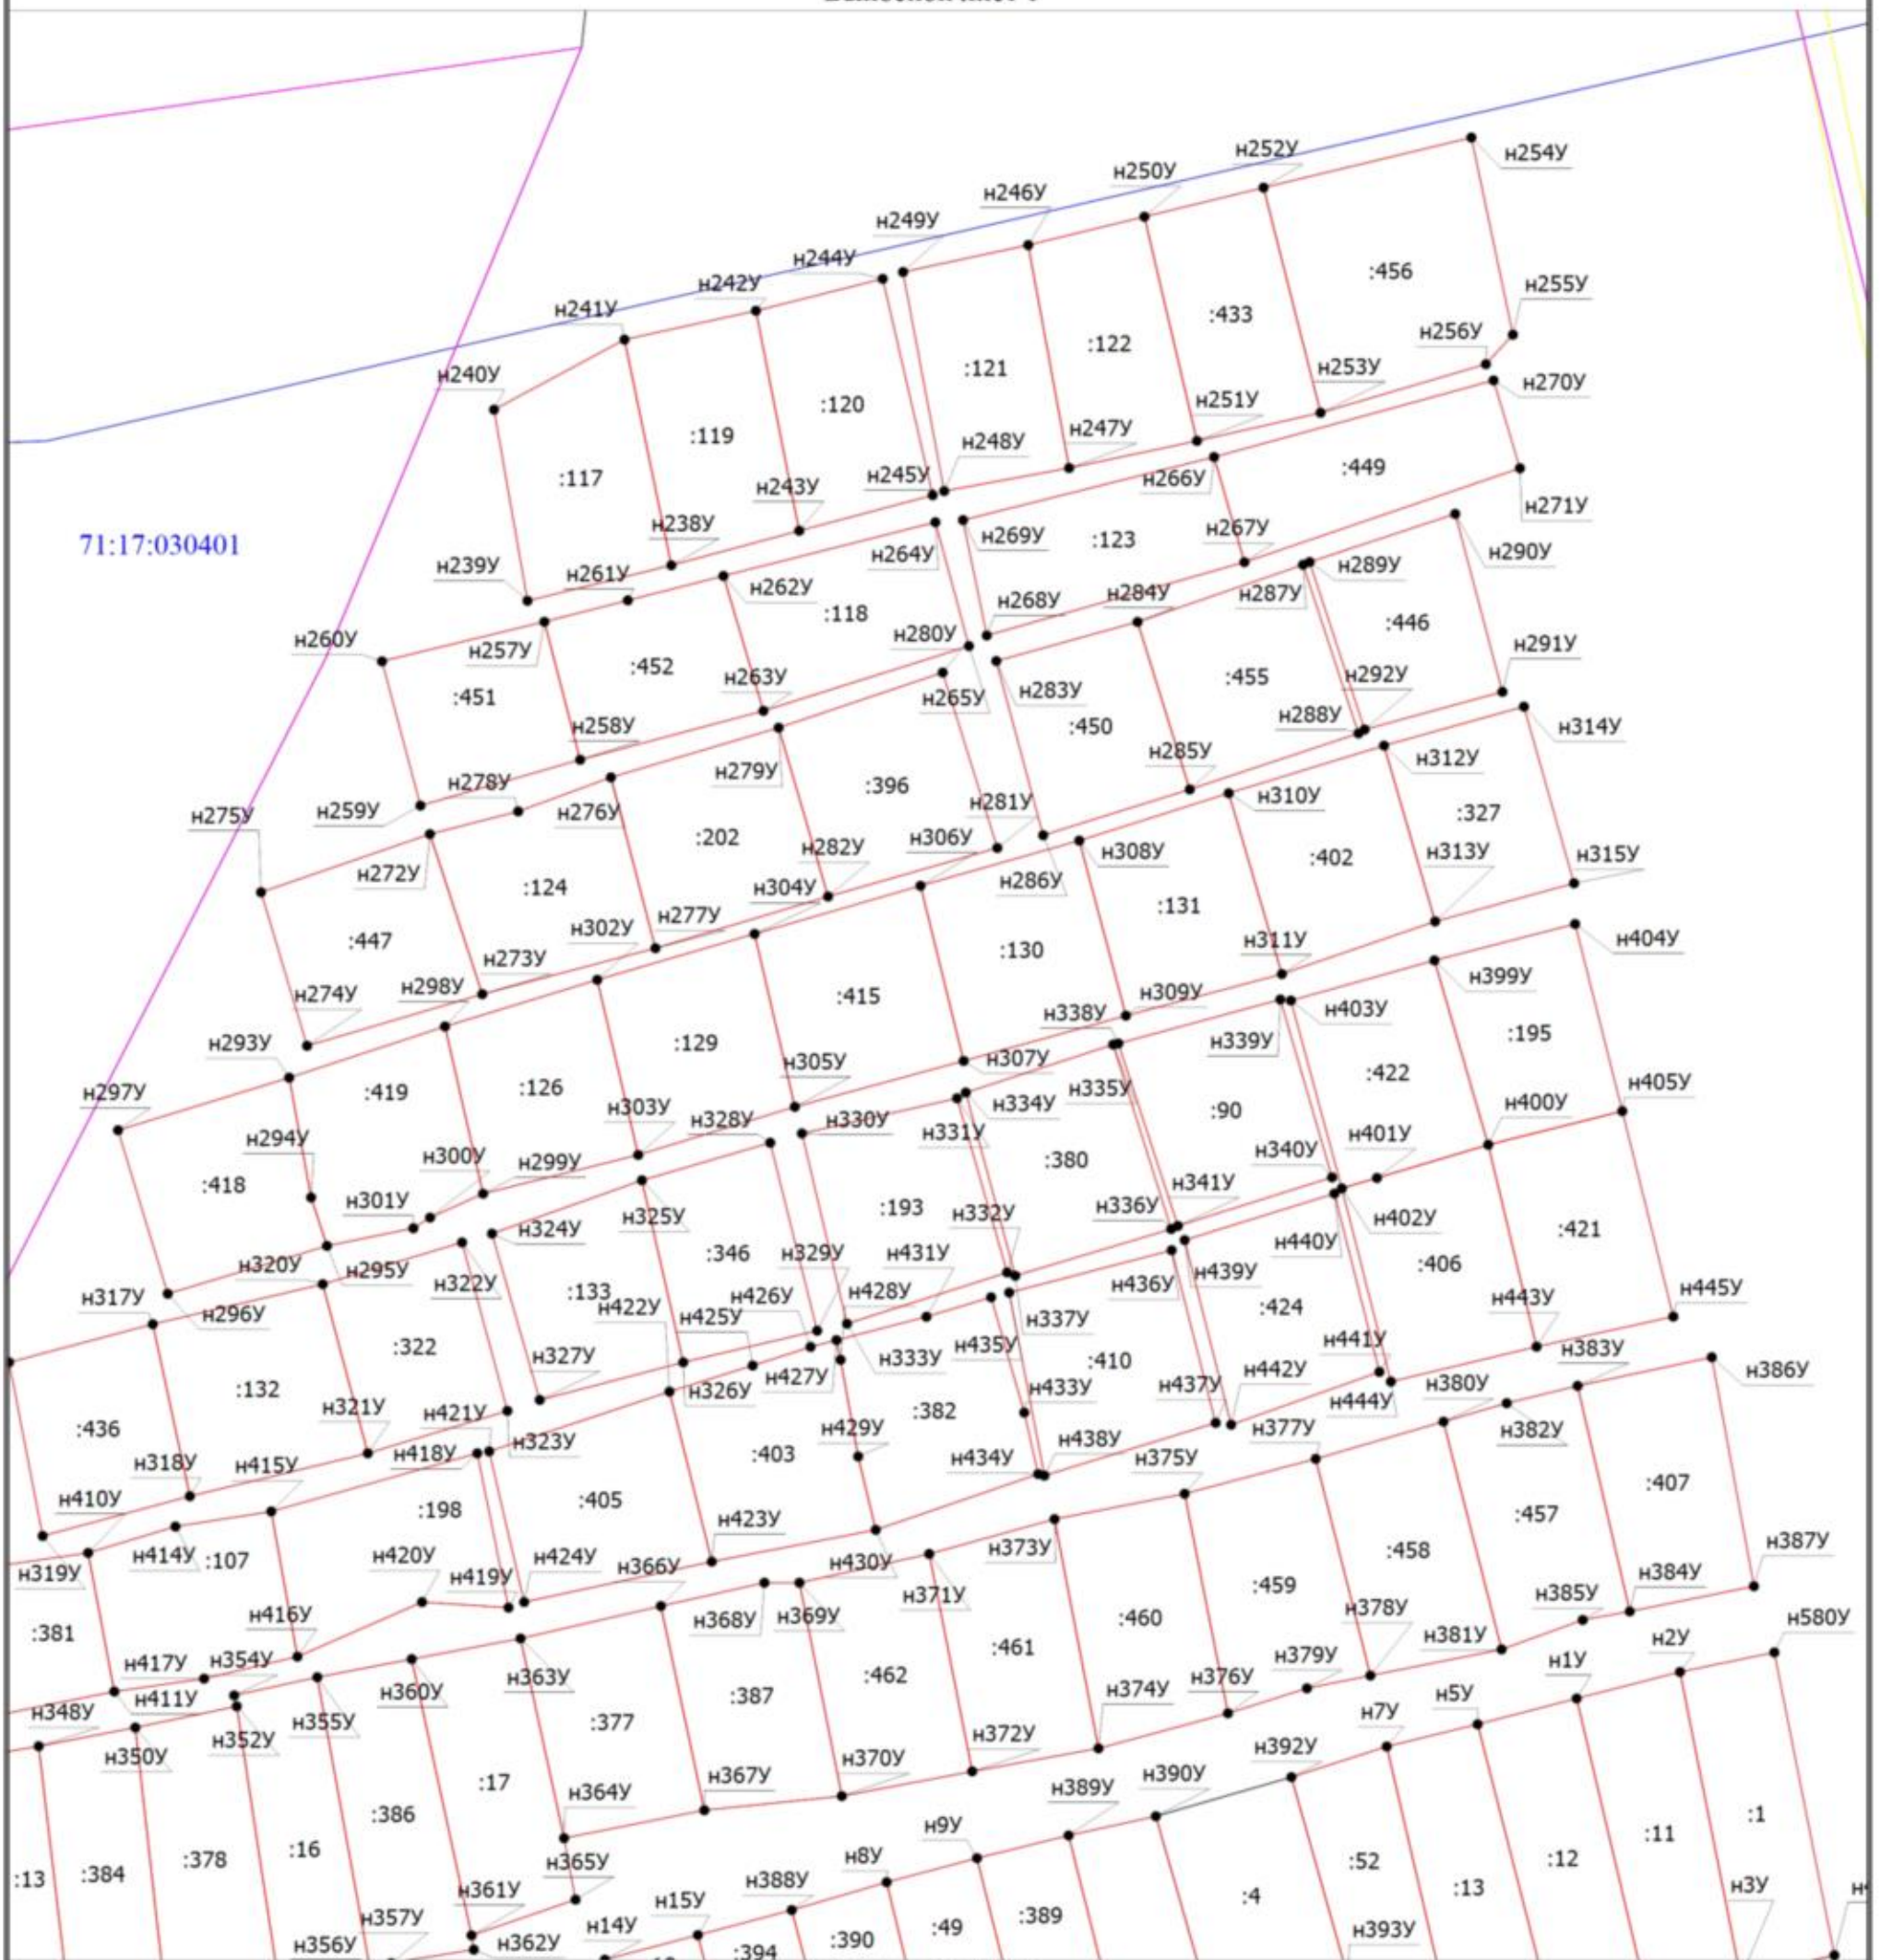 н254У
н252У
н250У
н246У
н249У
н244У
:456
н242У
н255У
н241У
:433
н256У
:122
:121
н253У
н240У
н270У
:120
н251У
:119
н248У
н247У
:449
:117
н245У
н266У
н243У
н271У
н238У
н267У
н269У
:123
71:17:030401
н264У
н290У
н239У
н261У
н289У
н262У
н284У
н287У
н268У
:118
:446
н280У
н260У
н291У
н257У
:452
н263У
н292У
:455
н283У
:451
н265У
н288У
н258У
:450
н314У
н285У
н312У
н279У
н278У
:396
н310У
н281У
:327
н259У
н276У
н275У
:202
н306У
н308У
н313У
н315У
н282У
:402
н272У
:124
н304У
н286У
:131
н277У
н302У
:447
н311У
н404У
:130
н273У
н399У
н274У
н298У
:415
н309У
н338У
н403У
:195
н293У
:129
н339У
н305У
н307У
:422
н405У
н297У
:419
:126
н335У
н303У
н334У
:90
н400У
н328У
н330У
н294У
н331У
н401У
н300У
н299У
:380
н340У
:418
н341У
н301У
:193
н332У
н336У
н402У
н324У
н325У
:421
:346
н329У
н431У
н440У
н320У
н295У
н439У
:406
н322У
:133
н426У
н428У
н436У
н445У
н317У
н296У
н422У
н425У
н337У
:424
н443У
:322
н435У
н441У
н383У
н327У
н333У
:410
н427У
н386У
:132
н326У
н437У
н442У
н380У
н433У
н444У
н321У
н421У
:382
:436
н429У
н377У
н382У
н323У
н438У
н418У
:403
н375У
н318У
н415У
н434У
:407
н410У
:405
:457
:198
н423У
н373У
н387У
н414У
:107
н420У
н424У
:458
н319У
н366У
н430У
н384У
н419У
:459
н371У
н385У
н416У
н368У
н369У
:460
н378У
н580У
:381
н381У
н2У
:461
н417У
н354У
н379У
н1У
н363У
:462
н376У
н411У
н360У
:387
н374У
н5У
н348У
н355У
:377
н7У
н352У
н372У
н350У
н392У
:17
н370У
н390У
н367У
н364У
н389У
:1
:386
н9У
:11
:16
н8У
:52
:12
:378
н365У
:384
н388У
:13
:13
н3У
н361У
:4
н15У
:389
н357У
н14У
:49
н393У
:390
н356У
н362У
:394